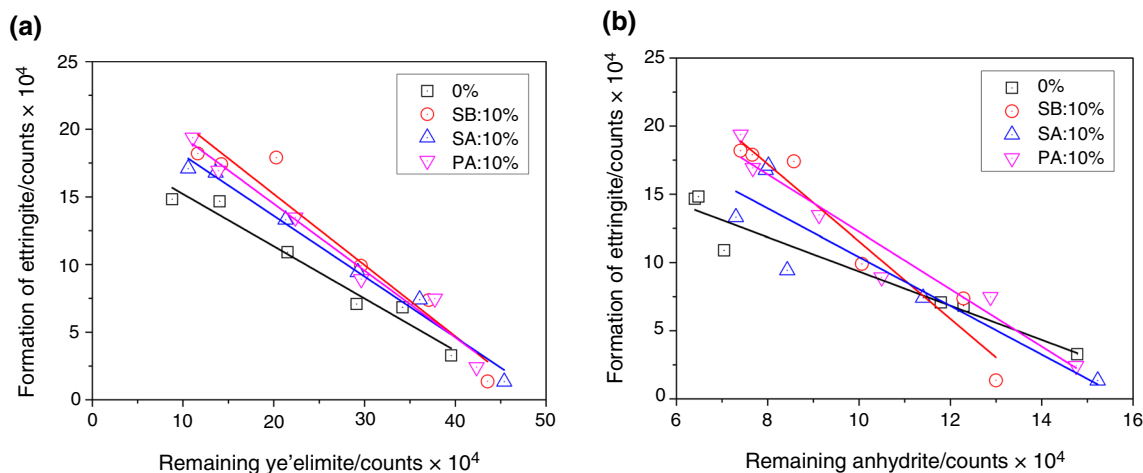 (a)
Formation of ettringite/counts × 10⁴
25
20
15
10
5
0
0 10 20 30 40 50
Remaining ye'elimite/counts × 10⁴
0%
SB:10%
SA:10%
PA:10%
(b)
Formation of ettringite/counts × 10⁴
25
20
15
10
5
0
6 8 10 12 14 16
Remaining anhydrite/counts × 10⁴
0%
SB:10%
SA:10%
PA:10%